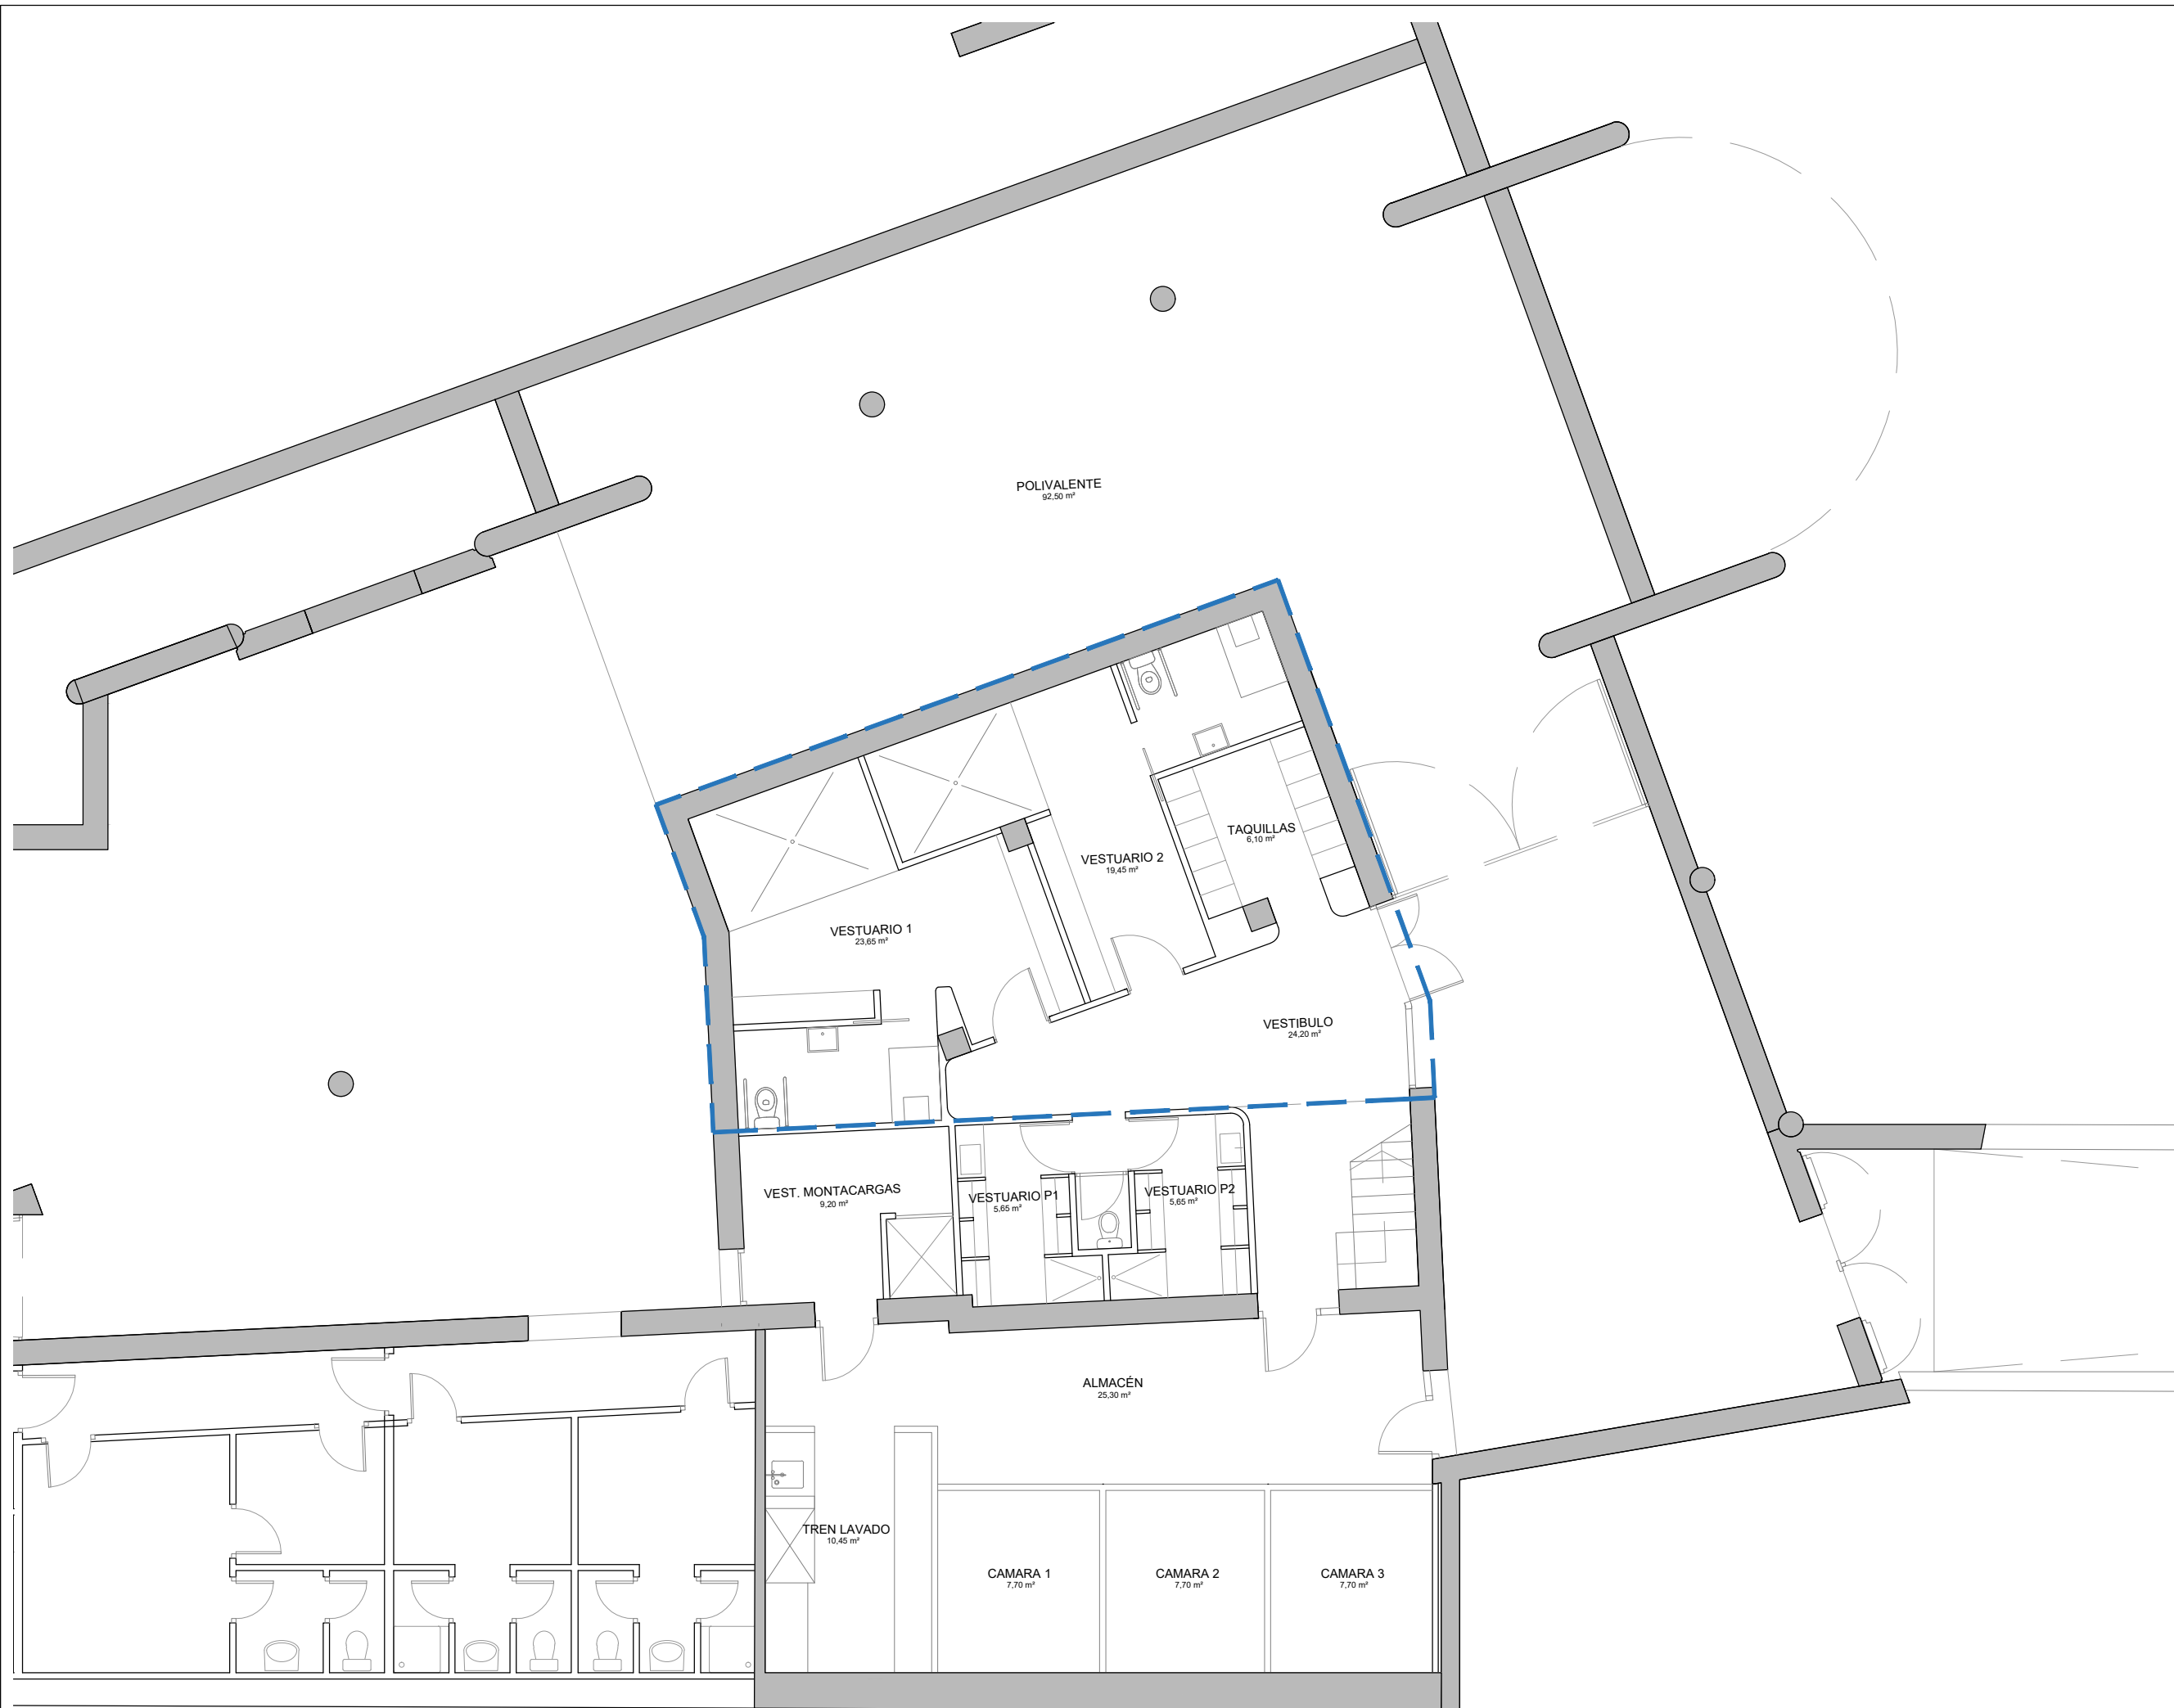 POLIVALENTE
92,50 m²
TAQUILLAS
6,10 m²
VESTUARIO 2
19,45 m²
VESTUARIO 1
23,65 m²
VESTIBULO
24,20 m²
VEST. MONTACARGAS
9,20 m²
VESTUARIO P1
5,65 m²
VESTUARIO P2
5,65 m²
ALMACÉN
25,30 m²
TREN LAVADO
10,45 m²
CAMARA 1
7,70 m²
CAMARA 2
7,70 m²
CAMARA 3
7,70 m²